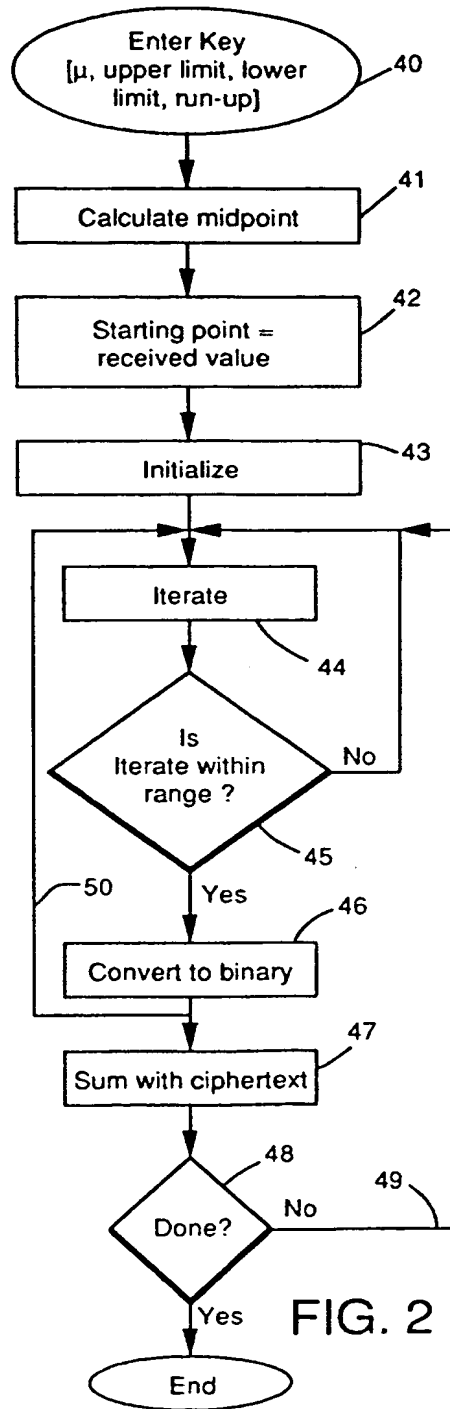 Enter Key
[µ, upper limit, lower
limit, run-up]
40
41
Calculate midpoint
42
Starting point =
received value
43
Initialize
Iterate
44
Is
Iterate within
range ?
No
45
50
Yes
46
Convert to binary
47
Sum with ciphertext
48
Done?
No
49
Yes
FIG. 2
End